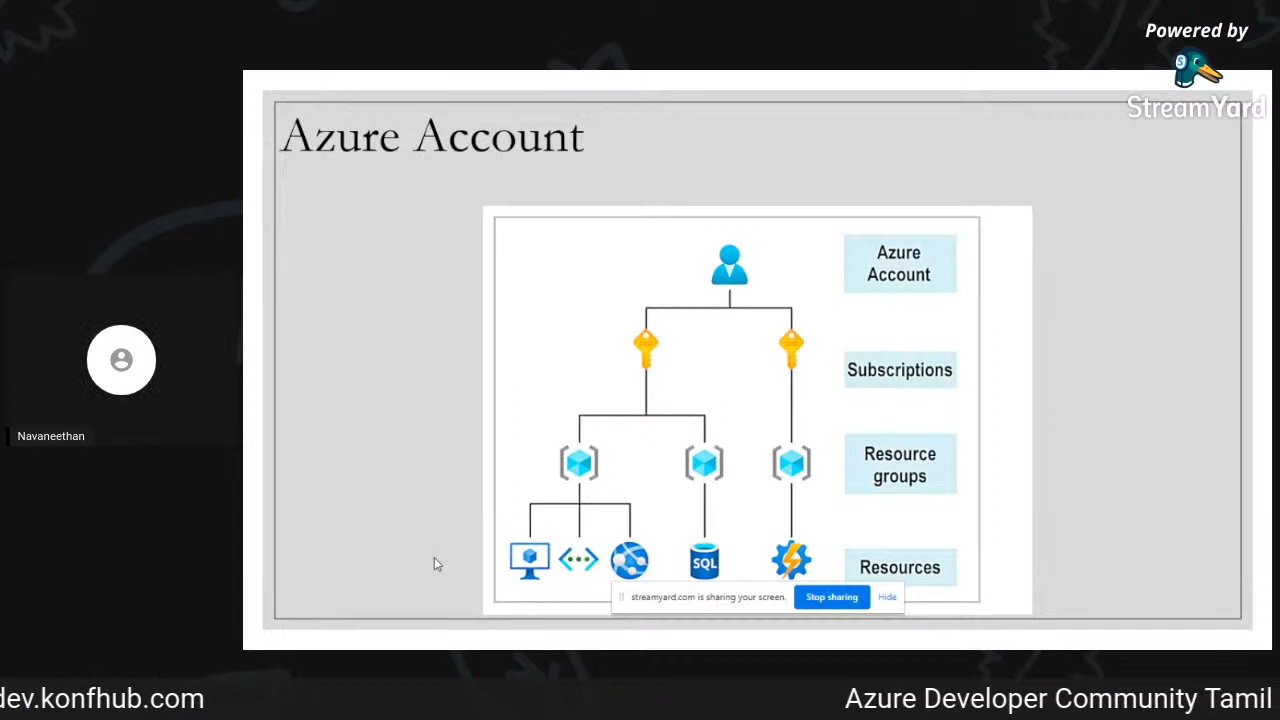 Powered by
StreamYard
Azure Account
Azure
Account
Subscriptions
Resource
groups
Resources
SQL
streamyard.com is sharing your screen.
Stop sharing
Hide
Navaneethan
dev.konfhub.com
Azure Developer Community Tamil